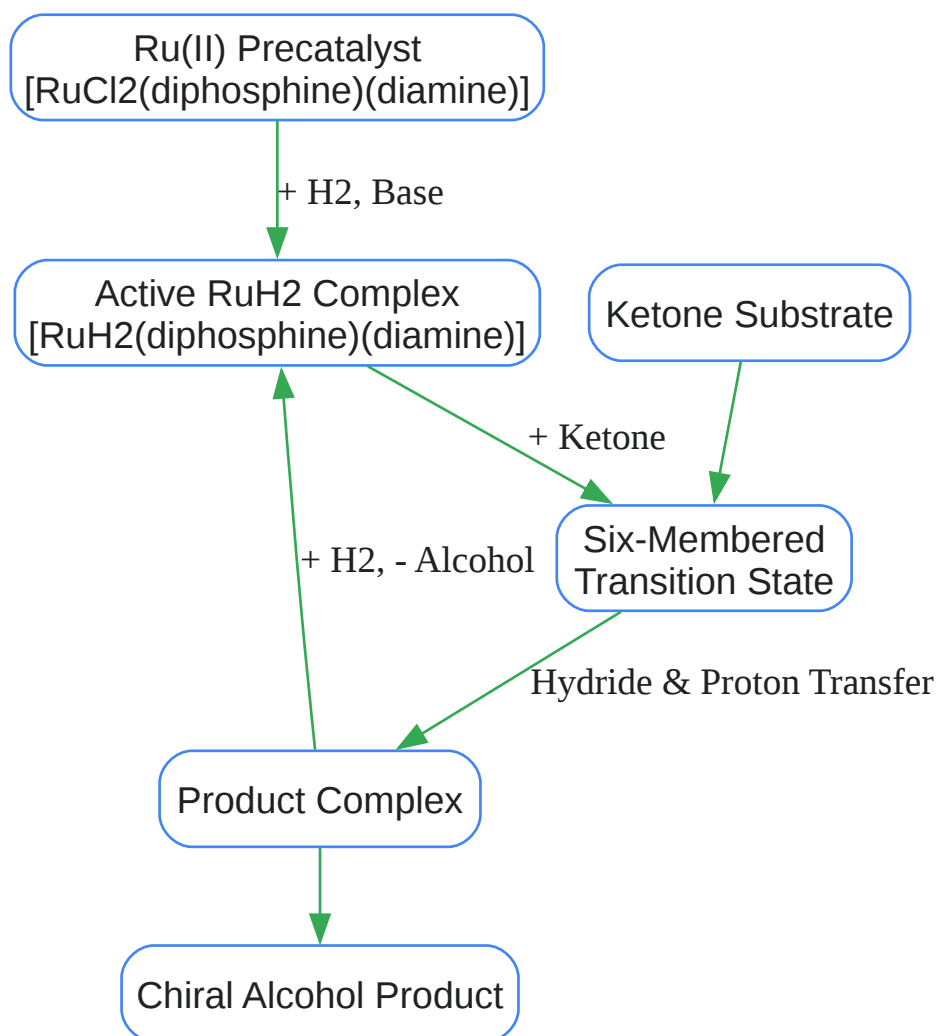 Ru(II) Precatalyst
[RuCl2(diphosphine)(diamine)]
+ H2, Base
Active RuH2 Complex
[RuH2(diphosphine)(diamine)]
Ketone Substrate
+ Ketone
Six-Membered
Transition State
+ H2, - Alcohol
Hydride & Proton Transfer
Product Complex
Chiral Alcohol Product